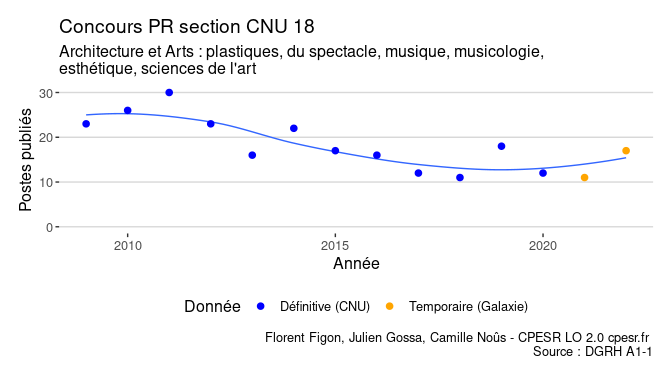 Concours PR section CNU 18
Architecture et Arts : plastiques, du spectacle, musique, musicologie,
esthétique, sciences de l'art
Postes publiés
30
20
10
0
2010 2015 2020
Année
Donnée Définitive (CNU) Temporaire (Galaxie)
Florent Figon, Julien Gossa, Camille Noûs - CPESR LO 2.0 cpesr.fr
Source : DGRH A1-1